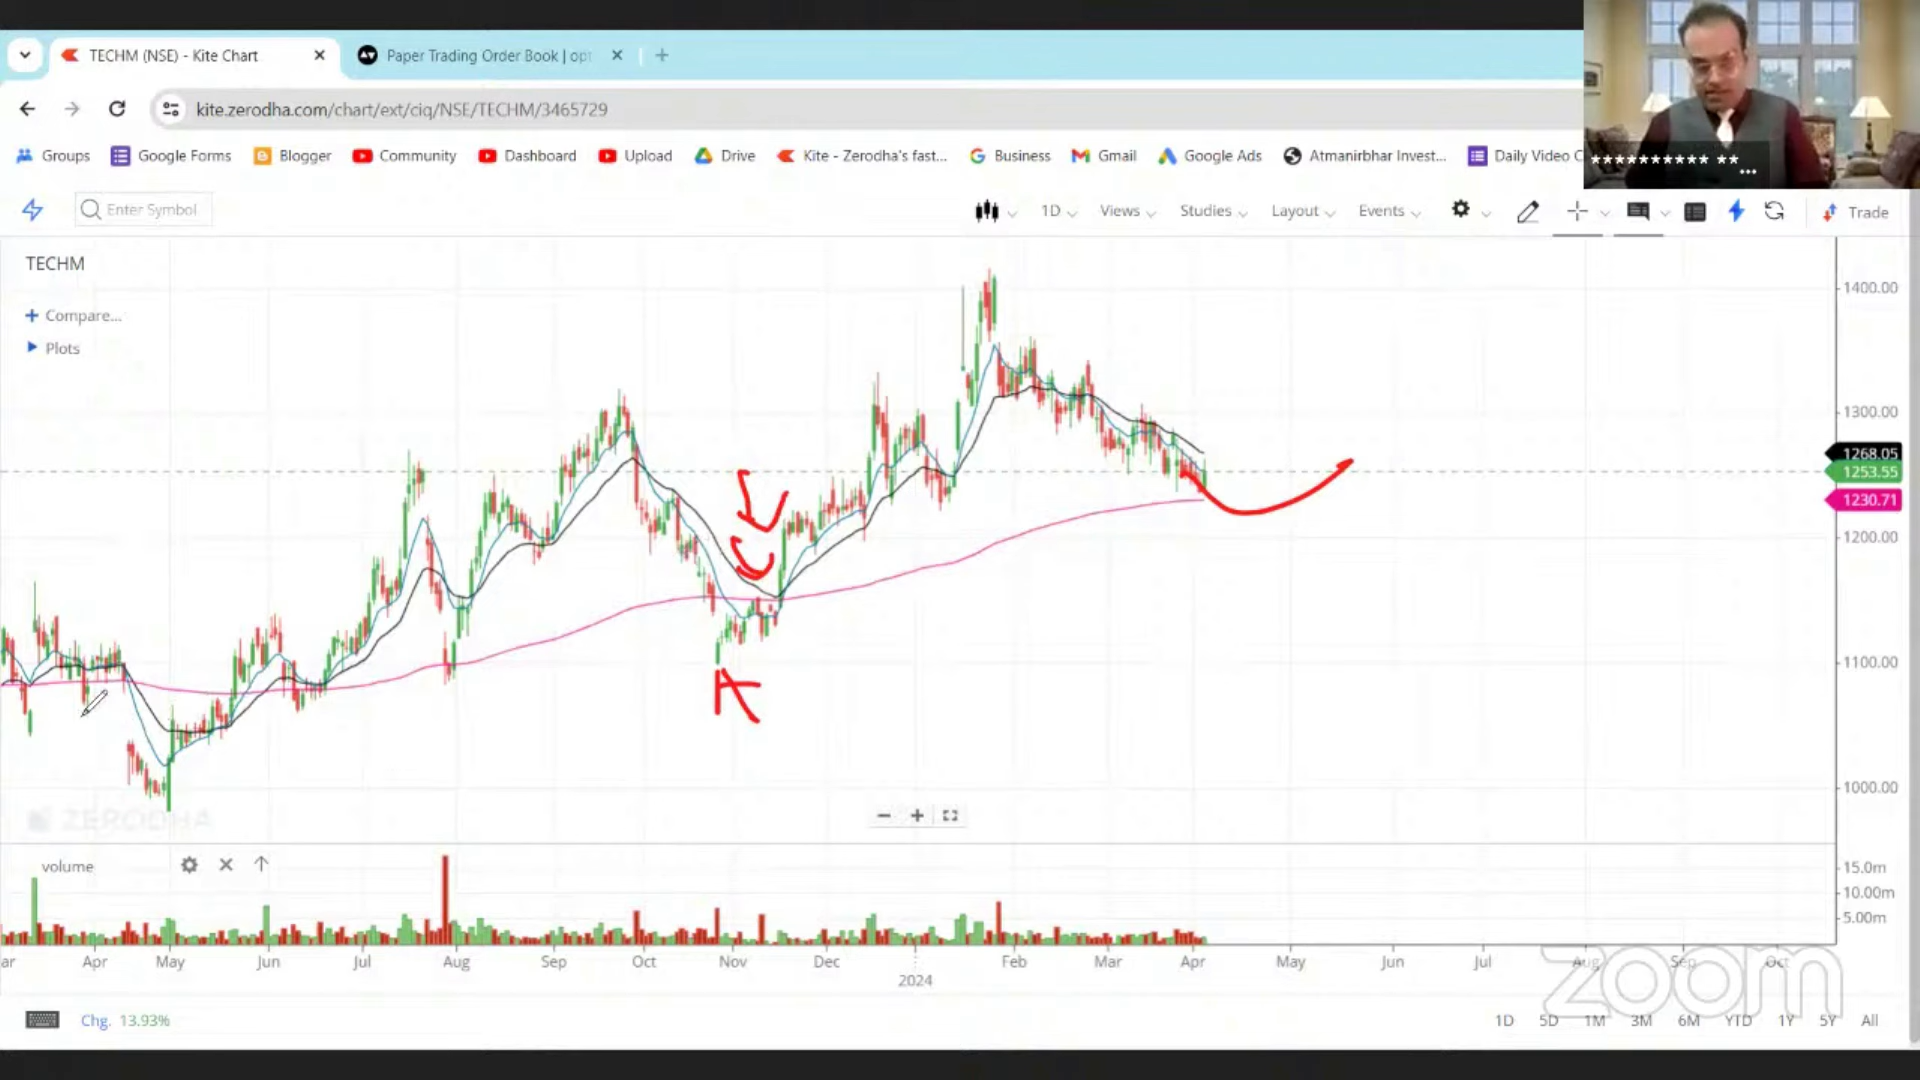 TECHM (NSE) - Kite Chart
Paper Trading Order Book | opt
kite.zerodha.com/chart/ext/ciq/NSE/TECHM/3465729
Groups Google Forms Blogger Community Dashboard Upload Drive Kite - Zerodha's fast... Business Gmail Google Ads Atmanirbhar Invest... Daily Video C
*********** **
...
Enter Symbol 1D Views Studies Layout Events Trade
TECHM
Compare...
Plots
1400.00
1300.00
1268.05
1253.55
1230.71
1200.00
1100.00
1000.00
ZERODHA
volume
15.0m
10.00m
5.00m
ar Apr May Jun Jul Aug Sep Oct Nov Dec Feb Mar Apr May Jun Jul Aug Sep Oct
2024
zoom
Chg. 13.93%
1D 5D 1M 3M 6M YTD 1Y 5Y All